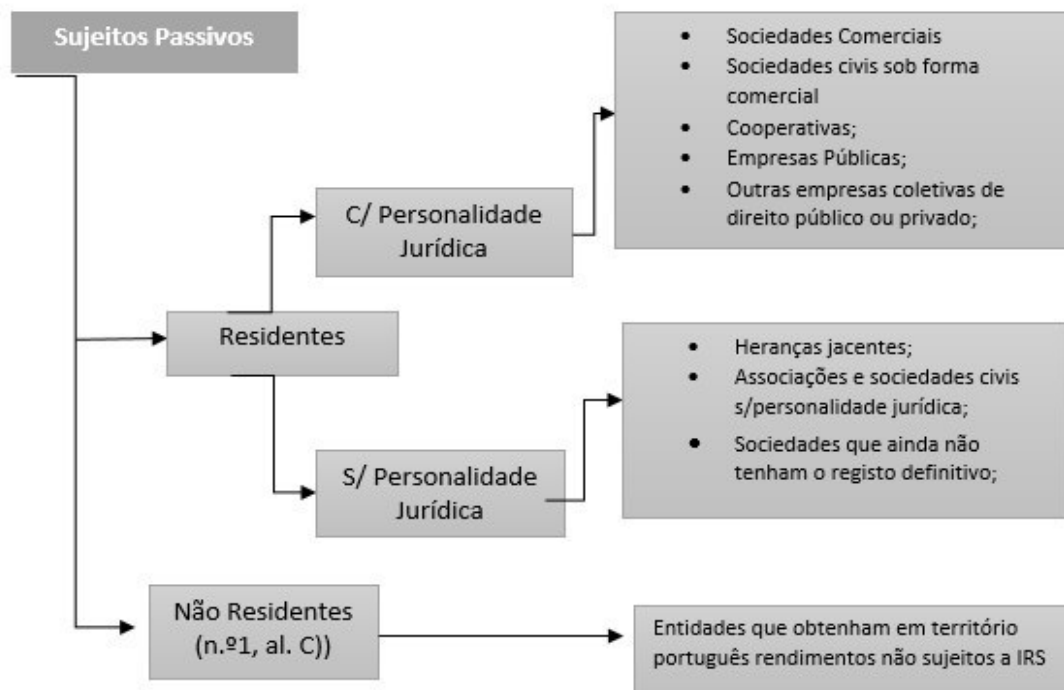 Sujeitos Passivos
• Sociedades Comerciais
• Sociedades civis sob forma
comercial
• Cooperativas;
• Empresas Públicas;
• Outras empresas coletivas de
direito público ou privado;
C/ Personalidade
Jurídica
Residentes
• Heranças jacentes;
• Associações e sociedades civis
s/personalidade jurídica;
• Sociedades que ainda não
tenham o registo definitivo;
S/ Personalidade
Jurídica
Não Residentes
(n.º1, al. C))
Entidades que obtenham em território
português rendimentos não sujeitos a IRS